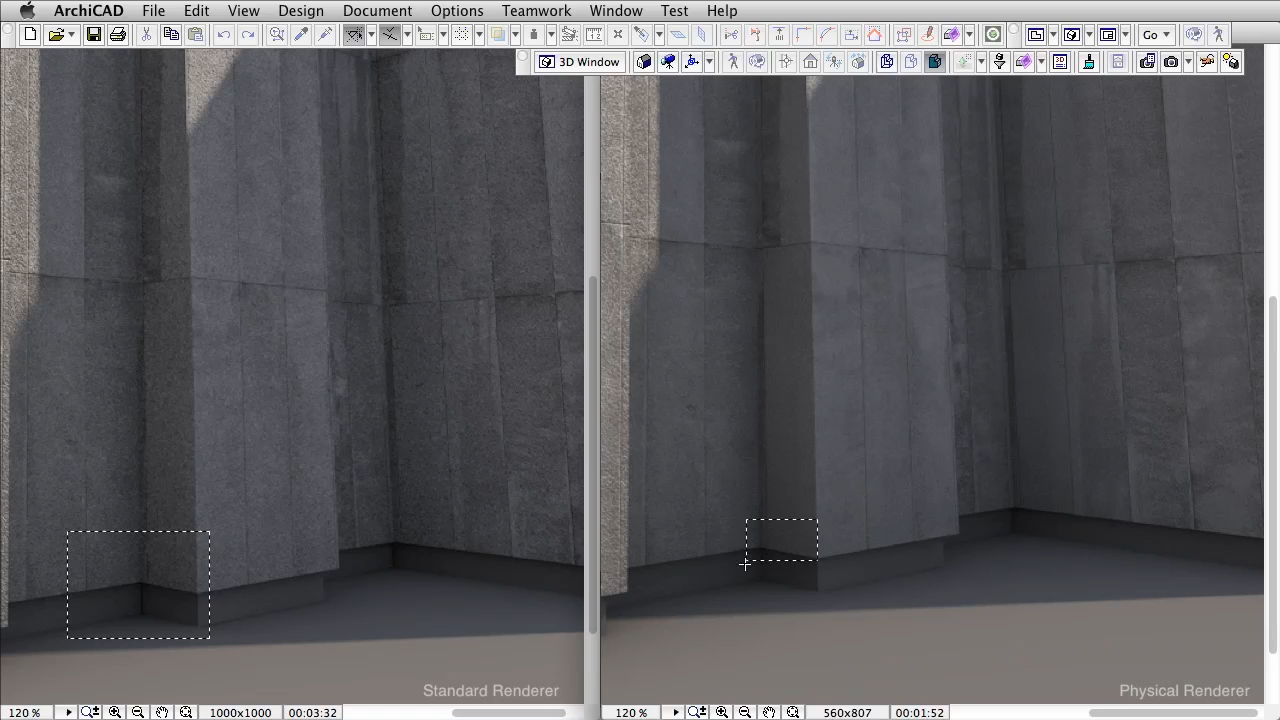 ArchiCAD File Edit View Design Document Options Teamwork Window Test Help
Go
3D Window
Standard Renderer
Physical Renderer
120 % 1000x1000 00:03:32
120 % 560x807 00:01:52